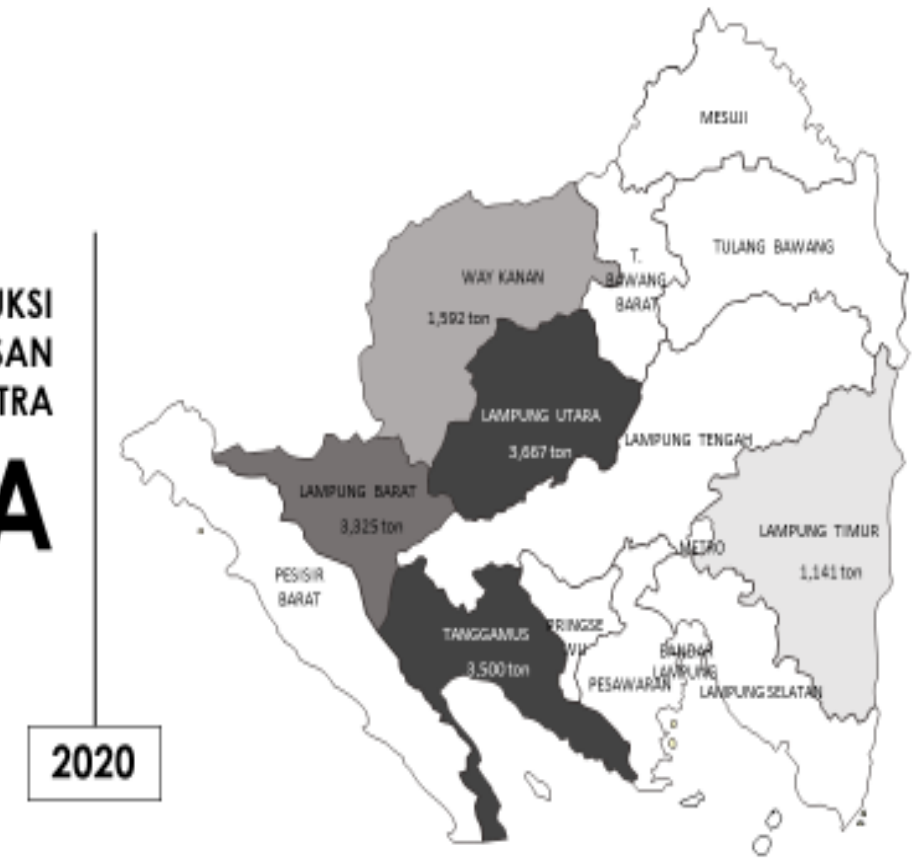 UKSI
SAN
TRA
A
2020
MESUJI
TULANG BAWANG
T.
BAWANG
BARAT
WAY KANAN
1,592 ton
LAMPUNG UTARA
3,667 ton
LAMPUNG TENGAH
LAMPUNG BARAT
3,325 ton
LAMPUNG TIMUR
1,141 ton
METRO
PESISIR
BARAT
TANGGAMUS
3,500 ton
PRINGSE
WU
PESAWARAN
BANDAR
LAMPUNG
LAMPUNG SELATAN